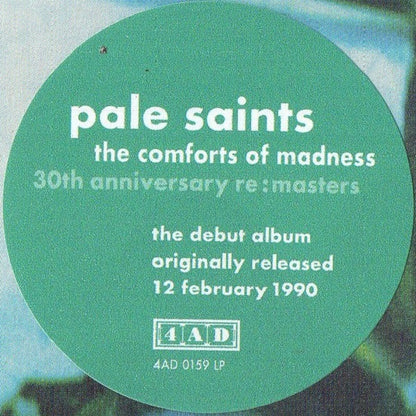 pale saints
the comforts of madness
30th anniversary re:masters
the debut album
originally released
12 february 1990
4AD
4AD 0159 LP